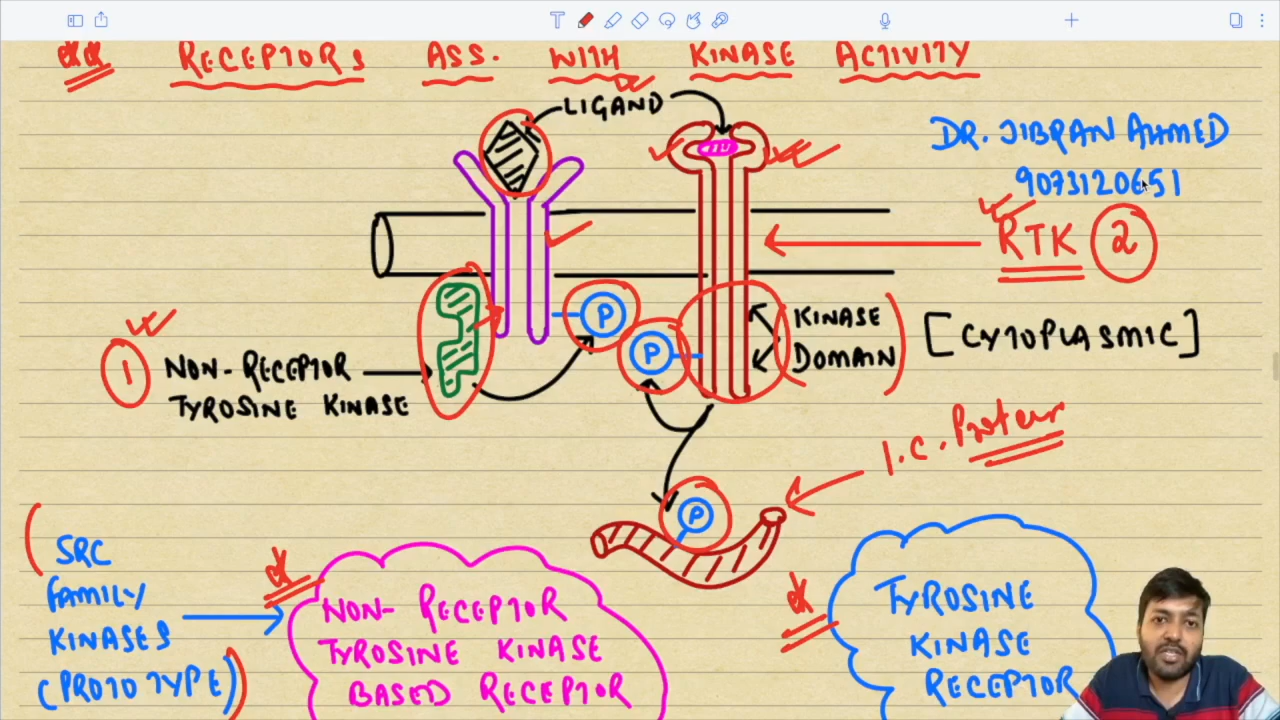 RECEPTORS ASS. WITH KINASE ACTIVITY
LIGAND
DR. JIBRAN AHMED
9073120651
RTK 2
P
P
KINASE
DOMAIN
[CYTOPLASMIC]
1 NON-RECEPTOR
TYROSINE KINASE
I.C. Protein
P
SRC
FAMILY
KINASES
(PROTOTYPE)
NON-RECEPTOR
TYROSINE KINASE
BASED RECEPTOR
TYROSINE
KINASE
RECEPTOR